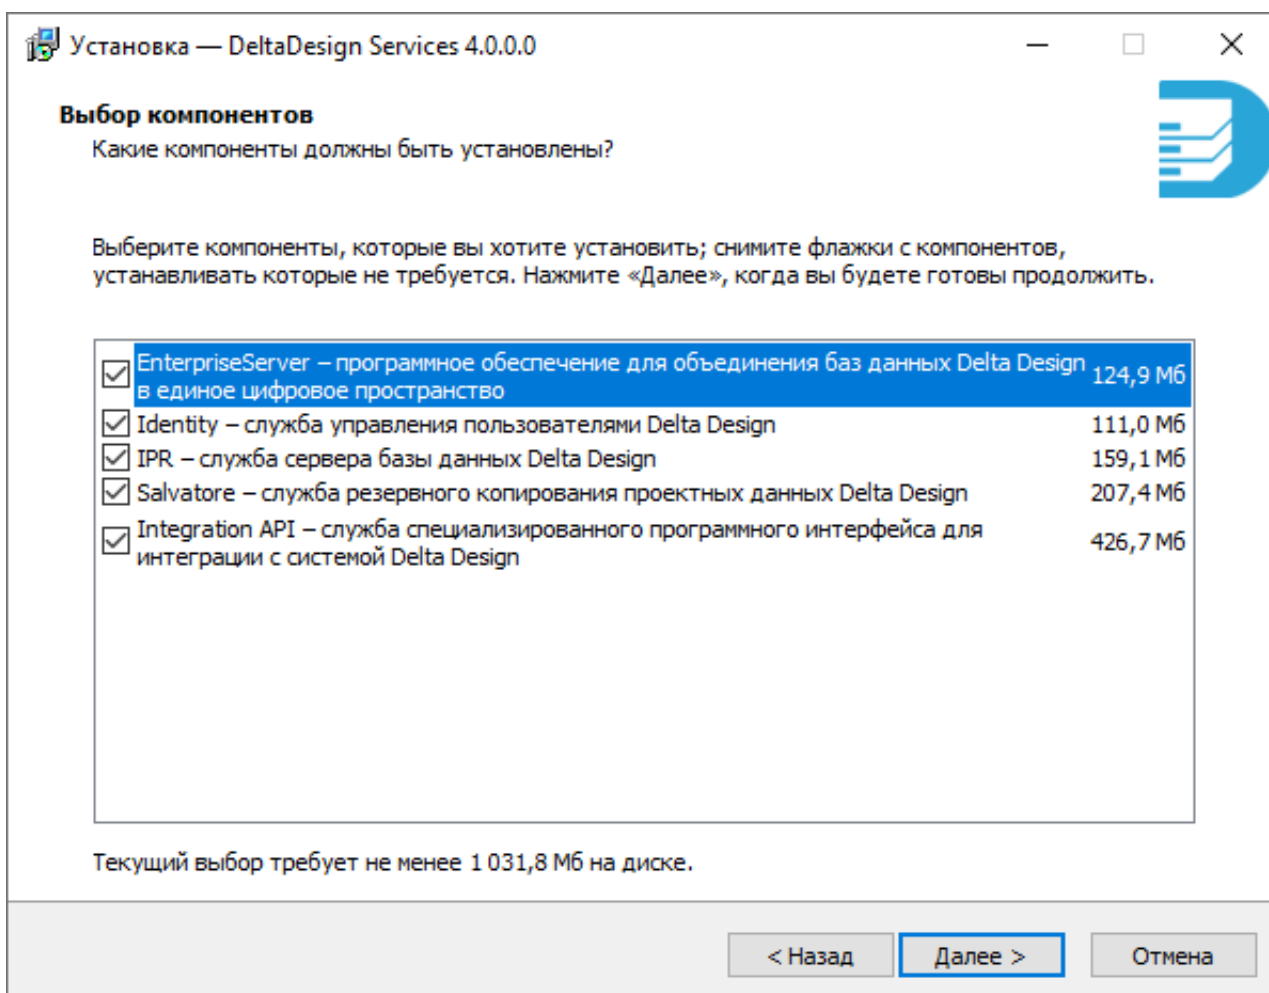 Установка — DeltaDesign Services 4.0.0.0
Выбор компонентов
Какие компоненты должны быть установлены?
Выберите компоненты, которые вы хотите установить; снимите флажки с компонентов,
устанавливать которые не требуется. Нажмите «Далее», когда вы будете готовы продолжить.
EnterpriseServer – программное обеспечение для объединения баз данных Delta Design
в единое цифровое пространство 124,9 Мб
Identity – служба управления пользователями Delta Design 111,0 Мб
IPR – служба сервера базы данных Delta Design 159,1 Мб
Salvatore – служба резервного копирования проектных данных Delta Design 207,4 Мб
Integration API – служба специализированного программного интерфейса для
интеграции с системой Delta Design 426,7 Мб
Текущий выбор требует не менее 1 031,8 Мб на диске.
< Назад Далее > Отмена